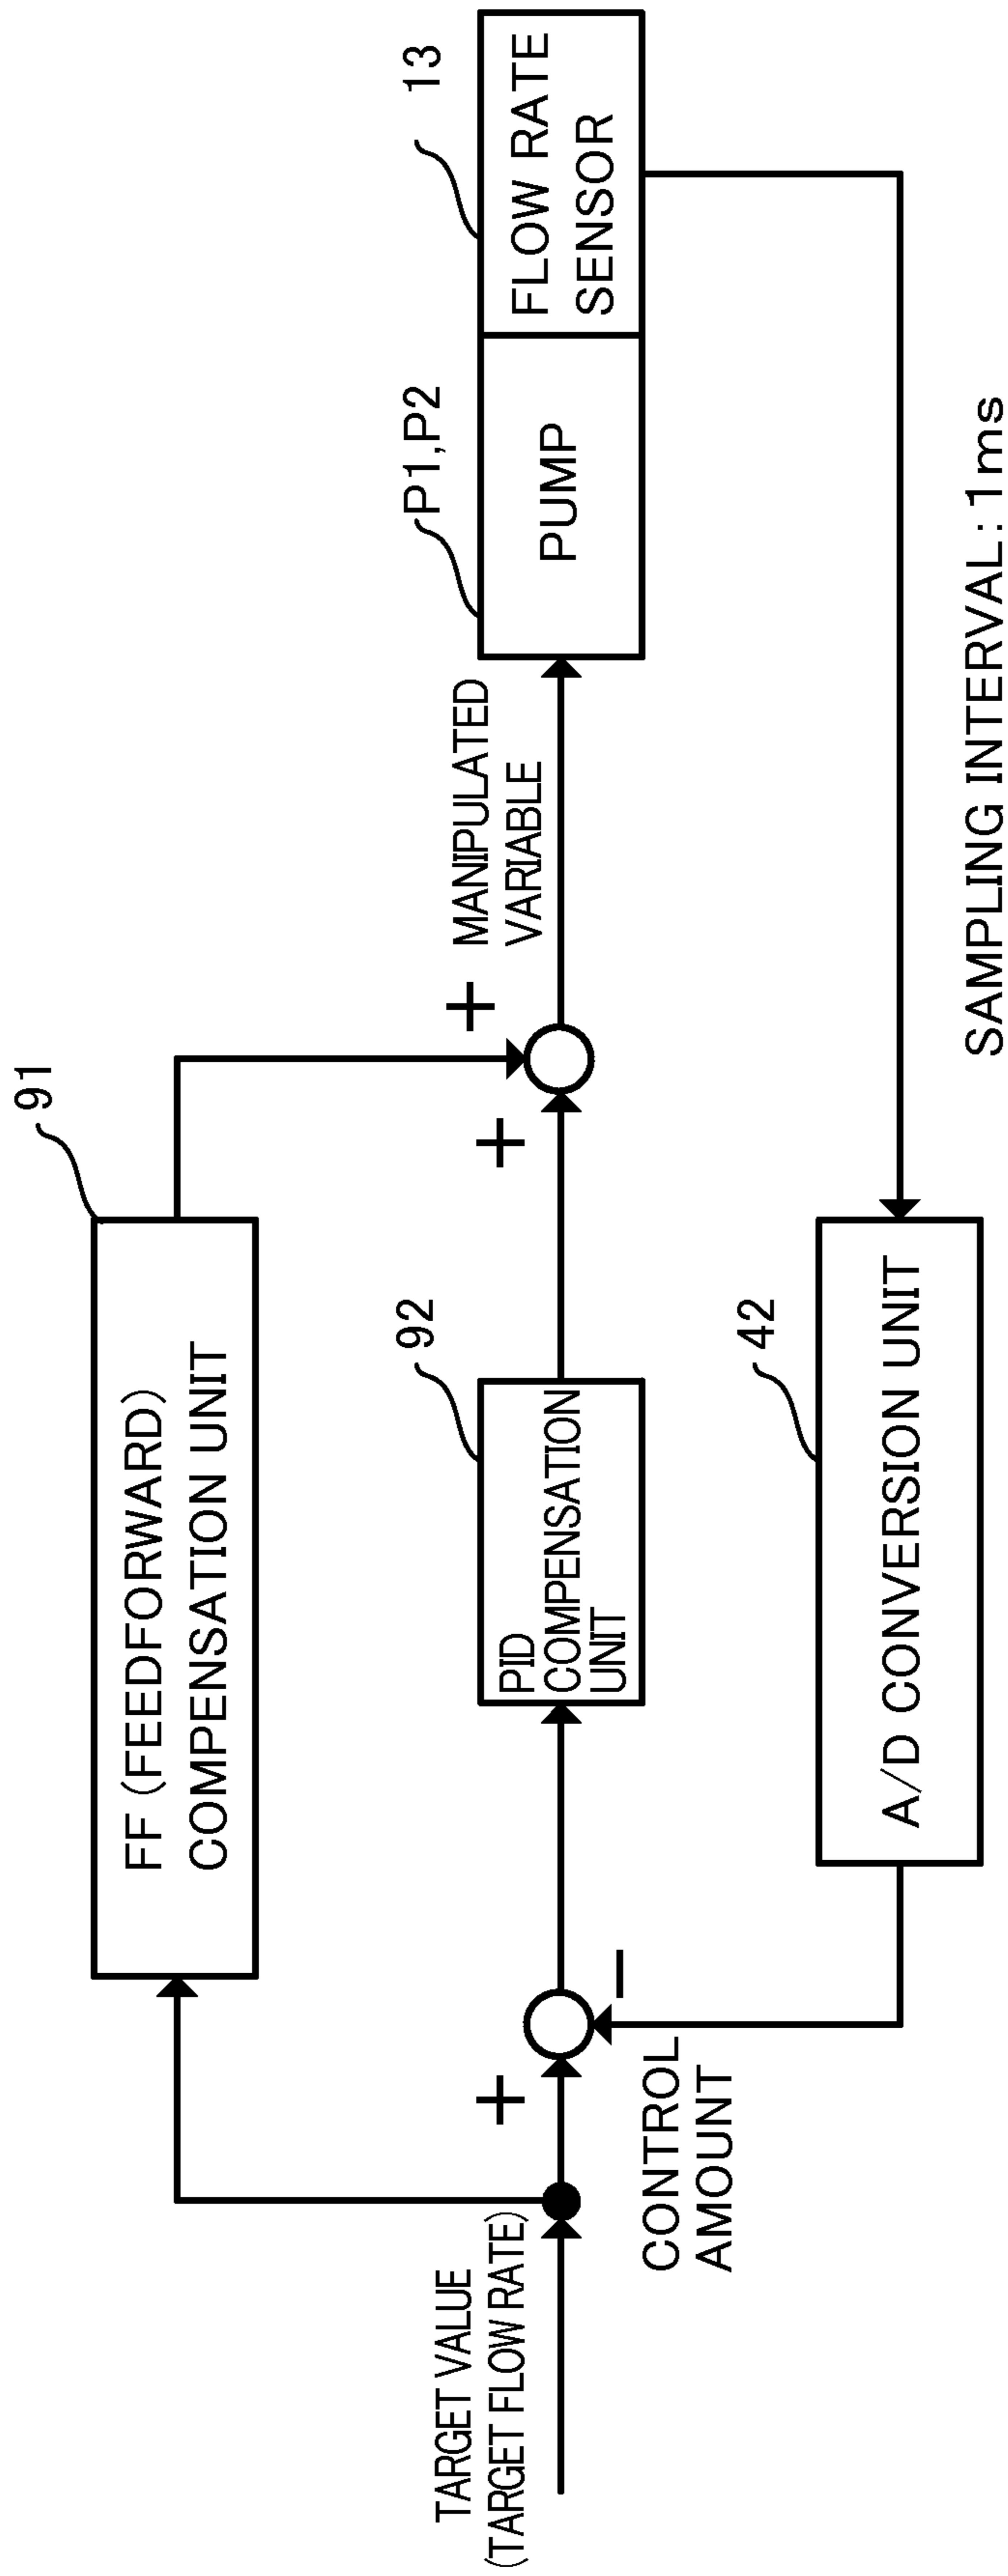 91
FF (FEEDFORWARD)
COMPENSATION UNIT
TARGET VALUE
(TARGET FLOW RATE)
+
92
PID
COMPENSATION
UNIT
+
+
MANIPULATED
VARIABLE
P1,P2
PUMP
13
FLOW RATE
SENSOR
CONTROL
AMOUNT
−
42
A/D CONVERSION UNIT
SAMPLING INTERVAL: 1ms